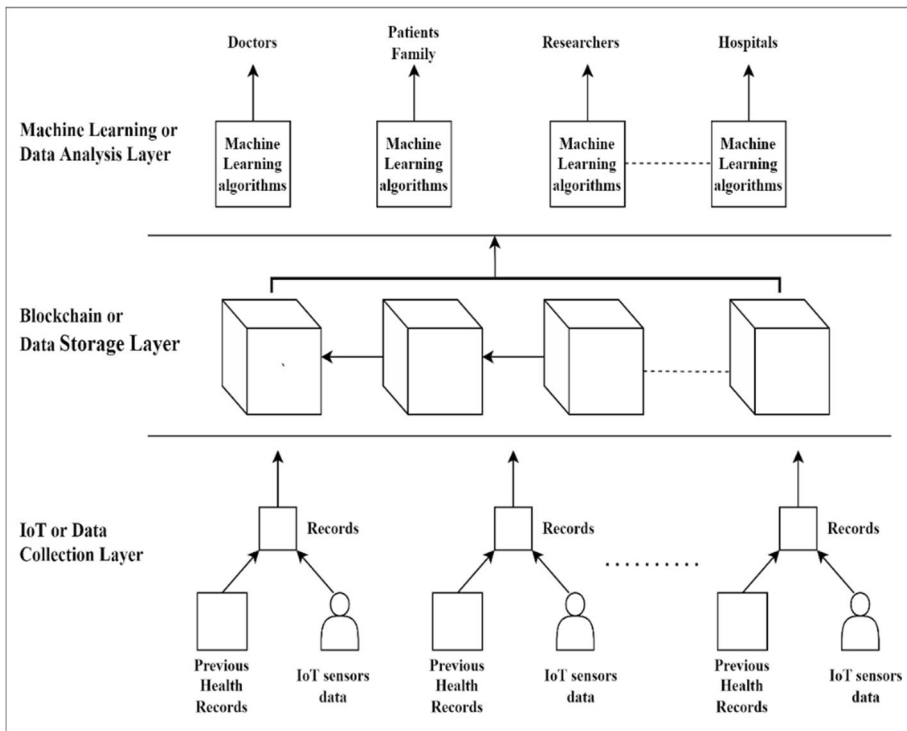 Doctors
Patients
Family
Researchers
Hospitals
Machine Learning or
Data Analysis Layer
Machine
Learning
algorithms
Machine
Learning
algorithms
Machine
Learning
algorithms
Machine
Learning
algorithms
Blockchain or
Data Storage Layer
IoT or Data
Collection Layer
Records
Records
Records
Previous
Health
Records
IoT sensors
data
Previous
Health
Records
IoT sensors
data
Previous
Health
Records
IoT sensors
data